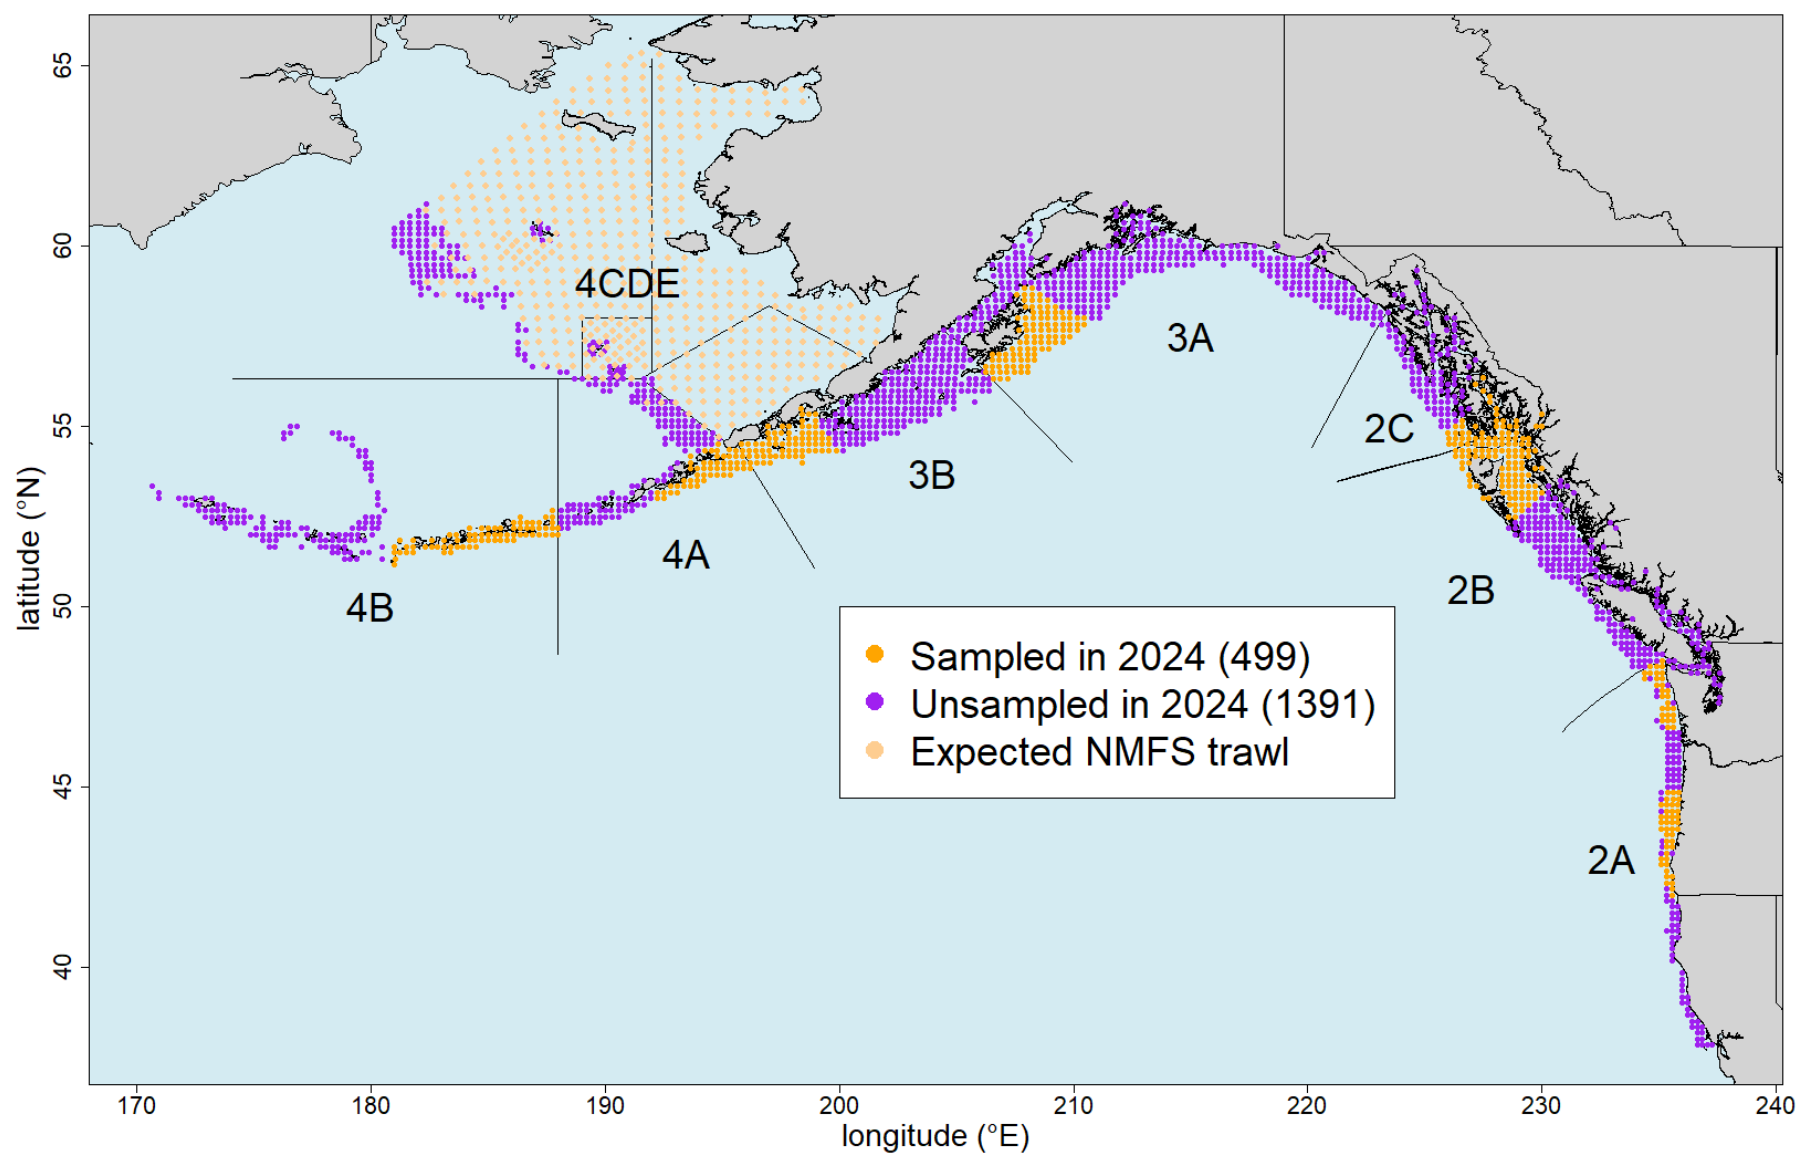 65
60
55
50
45
40
latitude (°N)
4CDE
3A
2C
3B
4A
2B
4B
2A
Sampled in 2024 (499)
Unsampled in 2024 (1391)
Expected NMFS trawl
170 180 190 200 210 220 230 240
longitude (°E)